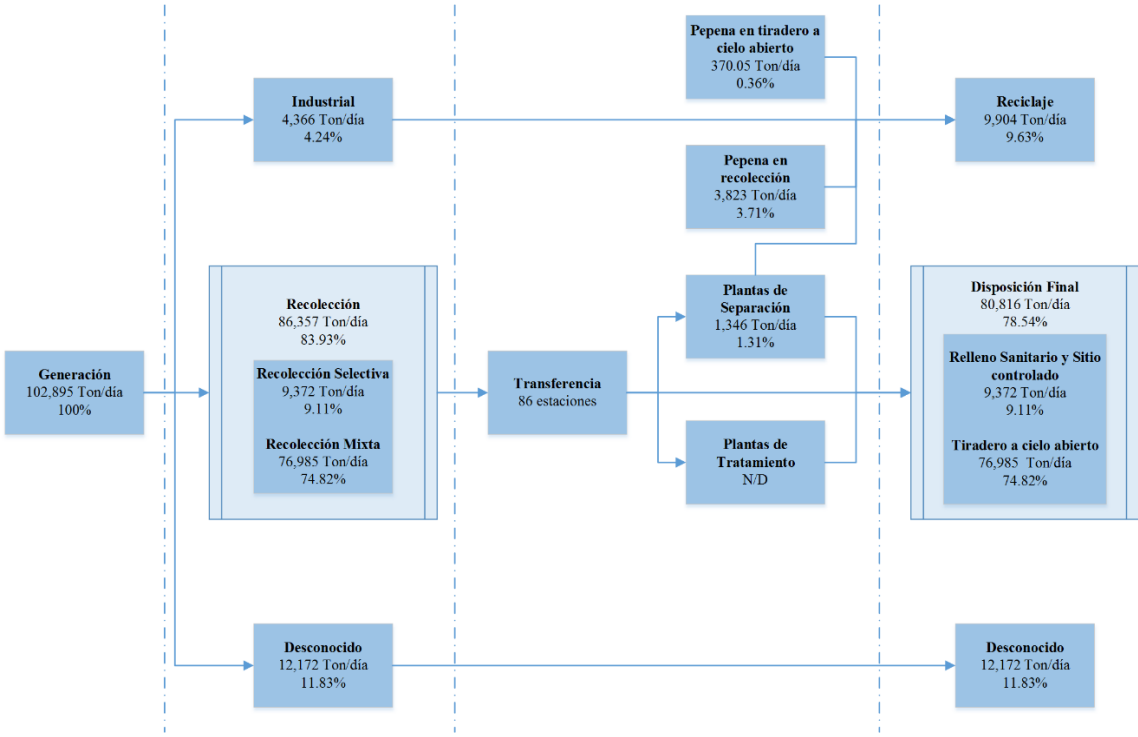 Generación
102,895 Ton/día
100%
Industrial
4,366 Ton/día
4.24%
Recolección
86,357 Ton/día
83.93%
Recolección Selectiva
9,372 Ton/día
9.11%
Recolección Mixta
76,985 Ton/día
74.82%
Desconocido
12,172 Ton/día
11.83%
Transferencia
86 estaciones
Pepena en tiradero a
cielo abierto
370.05 Ton/día
0.36%
Pepena en
recolección
3,823 Ton/día
3.71%
Plantas de
Separación
1,346 Ton/día
1.31%
Plantas de
Tratamiento
N/D
Reciclaje
9,904 Ton/día
9.63%
Disposición Final
80,816 Ton/día
78.54%
Relleno Sanitario y Sitio
controlado
9,372 Ton/día
9.11%
Tiradero a cielo abierto
76,985 Ton/día
74.82%
Desconocido
12,172 Ton/día
11.83%